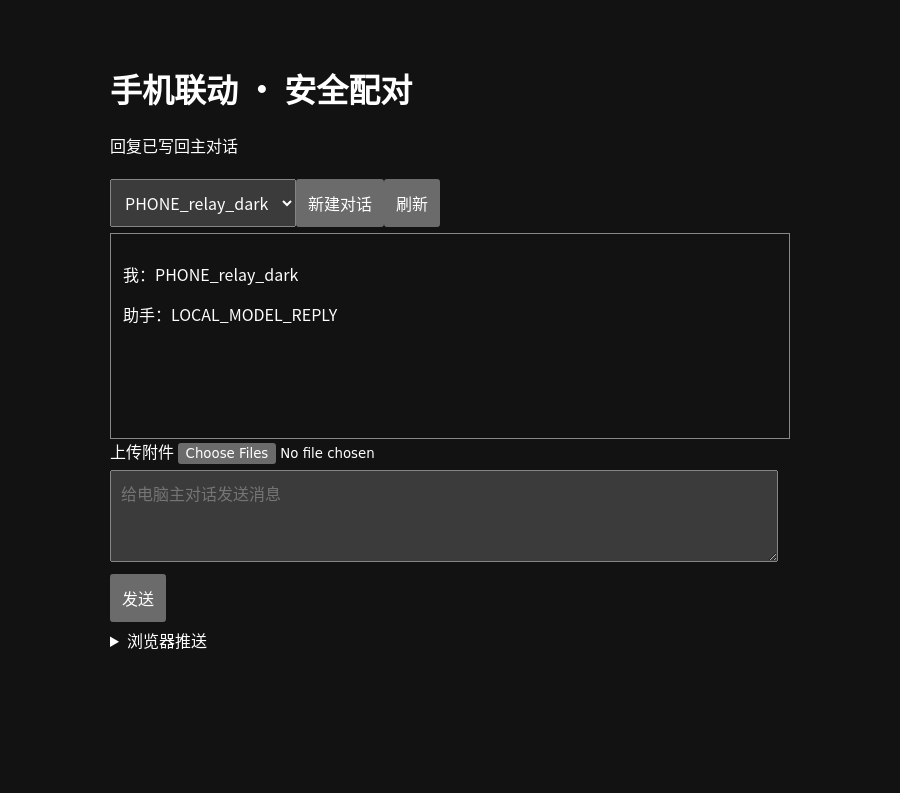 手机联动 · 安全配对
回复已写回主对话
PHONE_relay_dark 新建对话 刷新
我：PHONE_relay_dark
助手：LOCAL_MODEL_REPLY
上传附件 Choose Files No file chosen
给电脑主对话发送消息
发送
浏览器推送